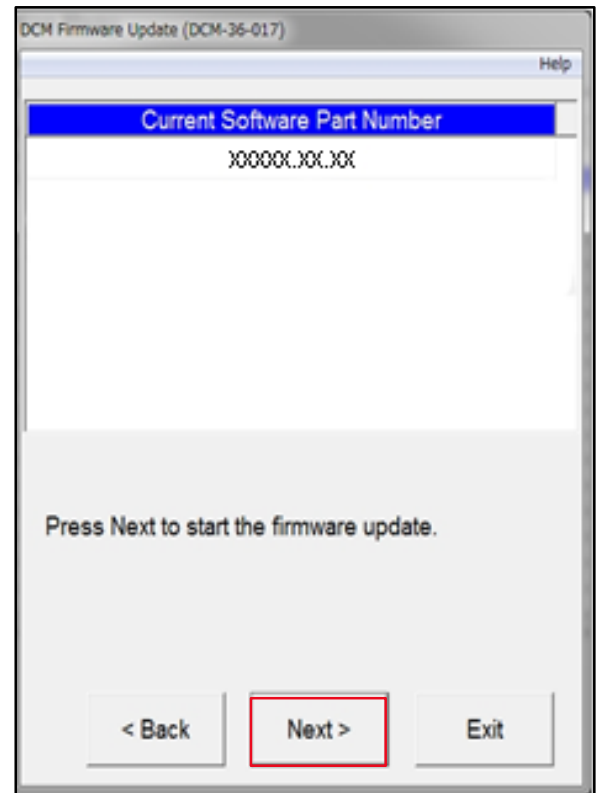 DCM Firmware Update (DCM-36-017)
Help
Current Software Part Number
XXXXX.XX.XX
Press Next to start the firmware update.
< Back Next > Exit